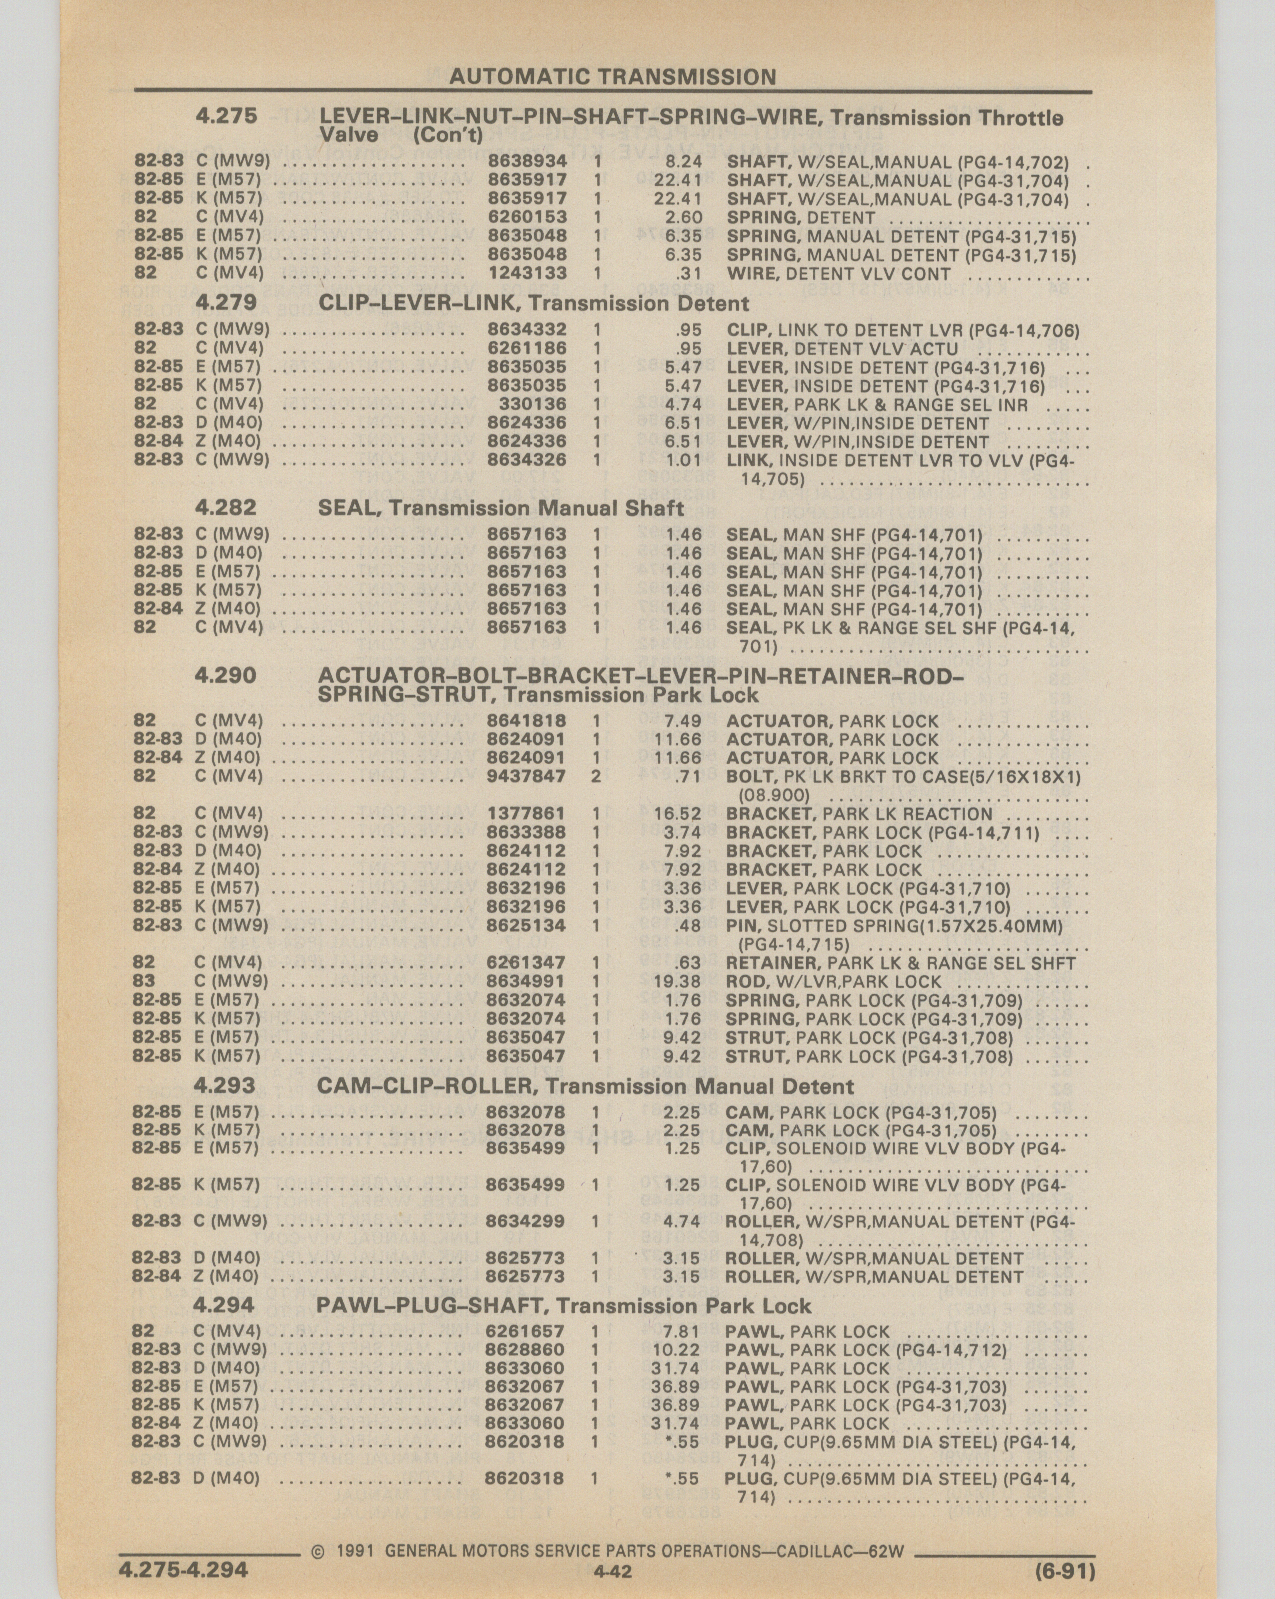 AUTOMATIC TRANSMISSION
4.275 LEVER–LINK–NUT–PIN–SHAFT–SPRING–WIRE, Transmission Throttle
Valve (Con't)
82-83 C (MW9) .................... 8638934 1 8.24 SHAFT, W/SEAL,MANUAL (PG4-14,702) .
82-85 E (M57) .................... 8635917 1 22.41 SHAFT, W/SEAL,MANUAL (PG4-31,704) .
82-85 K (M57) .................... 8635917 1 22.41 SHAFT, W/SEAL,MANUAL (PG4-31,704) .
82 C (MV4) .................... 6260153 1 2.60 SPRING, DETENT ....................
82-85 E (M57) .................... 8635048 1 6.35 SPRING, MANUAL DETENT (PG4-31,715)
82-85 K (M57) .................... 8635048 1 6.35 SPRING, MANUAL DETENT (PG4-31,715)
82 C (MV4) .................... 1243133 1 .31 WIRE, DETENT VLV CONT .............
4.279 CLIP–LEVER–LINK, Transmission Detent
82-83 C (MW9) .................... 8634332 1 .95 CLIP, LINK TO DETENT LVR (PG4-14,706)
82 C (MV4) .................... 6261186 1 .95 LEVER, DETENT VLV ACTU ............
82-85 E (M57) .................... 8635035 1 5.47 LEVER, INSIDE DETENT (PG4-31,716) ...
82-85 K (M57) .................... 8635035 1 5.47 LEVER, INSIDE DETENT (PG4-31,716) ...
82 C (MV4) .................... 330136 1 4.74 LEVER, PARK LK & RANGE SEL INR .....
82-83 D (M40) .................... 8624336 1 6.51 LEVER, W/PIN,INSIDE DETENT .........
82-84 Z (M40) .................... 8624336 1 6.51 LEVER, W/PIN,INSIDE DETENT .........
82-83 C (MW9) .................... 8634326 1 1.01 LINK, INSIDE DETENT LVR TO VLV (PG4-
14,705) ...........................
4.282 SEAL, Transmission Manual Shaft
82-83 C (MW9) .................... 8657163 1 1.46 SEAL, MAN SHF (PG4-14,701) ..........
82-83 D (M40) .................... 8657163 1 1.46 SEAL, MAN SHF (PG4-14,701) ..........
82-85 E (M57) .................... 8657163 1 1.46 SEAL, MAN SHF (PG4-14,701) ..........
82-85 K (M57) .................... 8657163 1 1.46 SEAL, MAN SHF (PG4-14,701) ..........
82-84 Z (M40) .................... 8657163 1 1.46 SEAL, MAN SHF (PG4-14,701) ..........
82 C (MV4) .................... 8657163 1 1.46 SEAL, PK LK & RANGE SEL SHF (PG4-14,
701) ..............................
4.290 ACTUATOR–BOLT–BRACKET–LEVER–PIN–RETAINER–ROD–
SPRING–STRUT, Transmission Park Lock
82 C (MV4) .................... 8641818 1 7.49 ACTUATOR, PARK LOCK ..............
82-83 D (M40) .................... 8624091 1 11.66 ACTUATOR, PARK LOCK ..............
82-84 Z (M40) .................... 8624091 1 11.66 ACTUATOR, PARK LOCK ..............
82 C (MV4) .................... 9437847 2 .71 BOLT, PK LK BRKT TO CASE(5/16X18X1)
(08.900) ..........................
82 C (MV4) .................... 1377861 1 16.52 BRACKET, PARK LK REACTION .........
82-83 C (MW9) .................... 8633388 1 3.74 BRACKET, PARK LOCK (PG4-14,711) ....
82-83 D (M40) .................... 8624112 1 7.92 BRACKET, PARK LOCK ................
82-84 Z (M40) .................... 8624112 1 7.92 BRACKET, PARK LOCK ................
82-85 E (M57) .................... 8632196 1 3.36 LEVER, PARK LOCK (PG4-31,710) .......
82-85 K (M57) .................... 8632196 1 3.36 LEVER, PARK LOCK (PG4-31,710) .......
82-83 C (MW9) .................... 8625134 1 .48 PIN, SLOTTED SPRING(1.57X25.40MM)
(PG4-14,715) ......................
82 C (MV4) .................... 6261347 1 .63 RETAINER, PARK LK & RANGE SEL SHFT
83 C (MW9) .................... 8634991 1 19.38 ROD, W/LVR,PARK LOCK ..............
82-85 E (M57) .................... 8632074 1 1.76 SPRING, PARK LOCK (PG4-31,709) ......
82-85 K (M57) .................... 8632074 1 1.76 SPRING, PARK LOCK (PG4-31,709) ......
82-85 E (M57) .................... 8635047 1 9.42 STRUT, PARK LOCK (PG4-31,708) .......
82-85 K (M57) .................... 8635047 1 9.42 STRUT, PARK LOCK (PG4-31,708) .......
4.293 CAM–CLIP–ROLLER, Transmission Manual Detent
82-85 E (M57) .................... 8632078 1 2.25 CAM, PARK LOCK (PG4-31,705) ........
82-85 K (M57) .................... 8632078 1 2.25 CAM, PARK LOCK (PG4-31,705) ........
82-85 E (M57) .................... 8635499 1 1.25 CLIP, SOLENOID WIRE VLV BODY (PG4-
17,60) ............................
82-85 K (M57) .................... 8635499 1 1.25 CLIP, SOLENOID WIRE VLV BODY (PG4-
17,60) ............................
82-83 C (MW9) .................... 8634299 1 4.74 ROLLER, W/SPR,MANUAL DETENT (PG4-
14,708) ...........................
82-83 D (M40) .................... 8625773 1 3.15 ROLLER, W/SPR,MANUAL DETENT .....
82-84 Z (M40) .................... 8625773 1 3.15 ROLLER, W/SPR,MANUAL DETENT .....
4.294 PAWL–PLUG–SHAFT, Transmission Park Lock
82 C (MV4) .................... 6261657 1 7.81 PAWL, PARK LOCK ...................
82-83 C (MW9) .................... 8628860 1 10.22 PAWL, PARK LOCK (PG4-14,712) .......
82-83 D (M40) .................... 8633060 1 31.74 PAWL, PARK LOCK ...................
82-85 E (M57) .................... 8632067 1 36.89 PAWL, PARK LOCK (PG4-31,703) .......
82-85 K (M57) .................... 8632067 1 36.89 PAWL, PARK LOCK (PG4-31,703) .......
82-84 Z (M40) .................... 8633060 1 31.74 PAWL, PARK LOCK ...................
82-83 C (MW9) .................... 8620318 1 *.55 PLUG, CUP(9.65MM DIA STEEL) (PG4-14,
714) ..............................
82-83 D (M40) .................... 8620318 1 *.55 PLUG, CUP(9.65MM DIA STEEL) (PG4-14,
714) ..............................
© 1991 GENERAL MOTORS SERVICE PARTS OPERATIONS—CADILLAC—62W
4.275-4.294 4-42 (6-91)